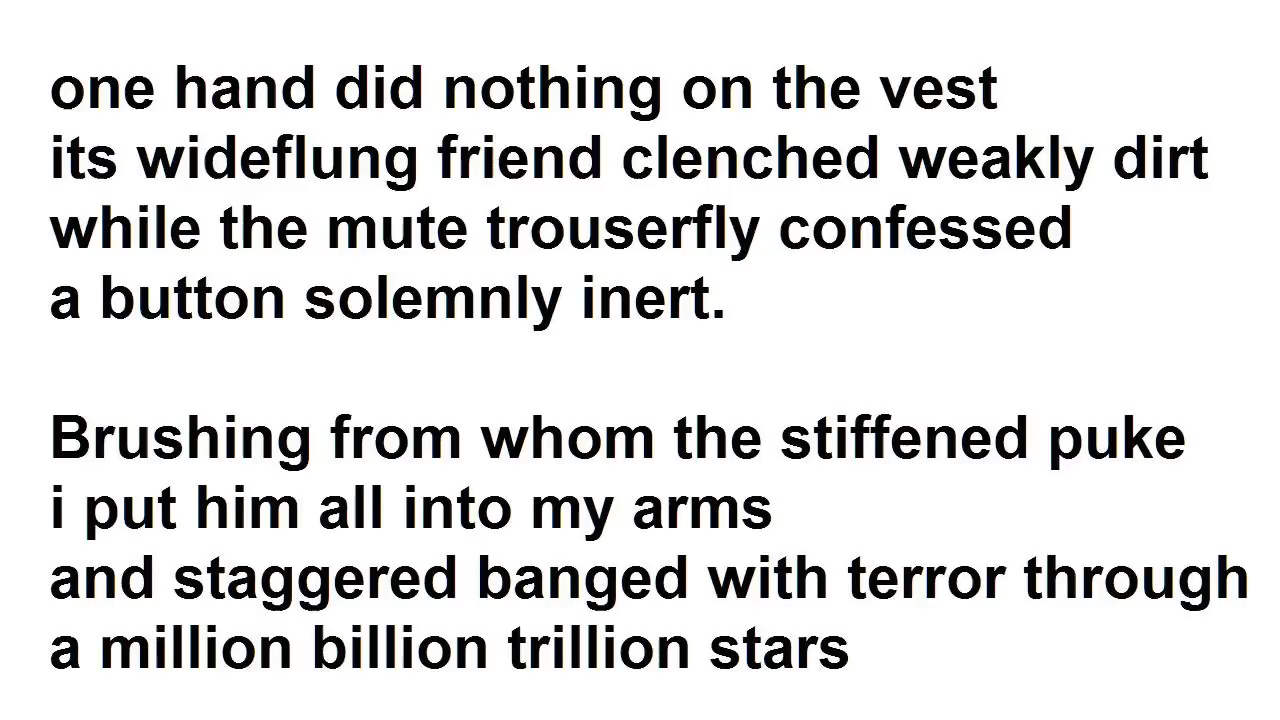 one hand did nothing on the vest
its wideflung friend clenched weakly dirt
while the mute trouserfly confessed
a button solemnly inert.
Brushing from whom the stiffened puke
i put him all into my arms
and staggered banged with terror through
a million billion trillion stars